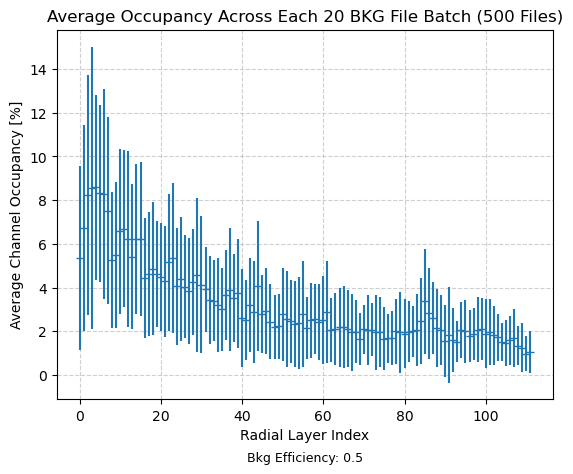 Average Occupancy Across Each 20 BKG File Batch (500 Files)
Average Channel Occupancy [%]
14
12
10
8
6
4
2
0
0 20 40 60 80 100
Radial Layer Index
Bkg Efficiency: 0.5